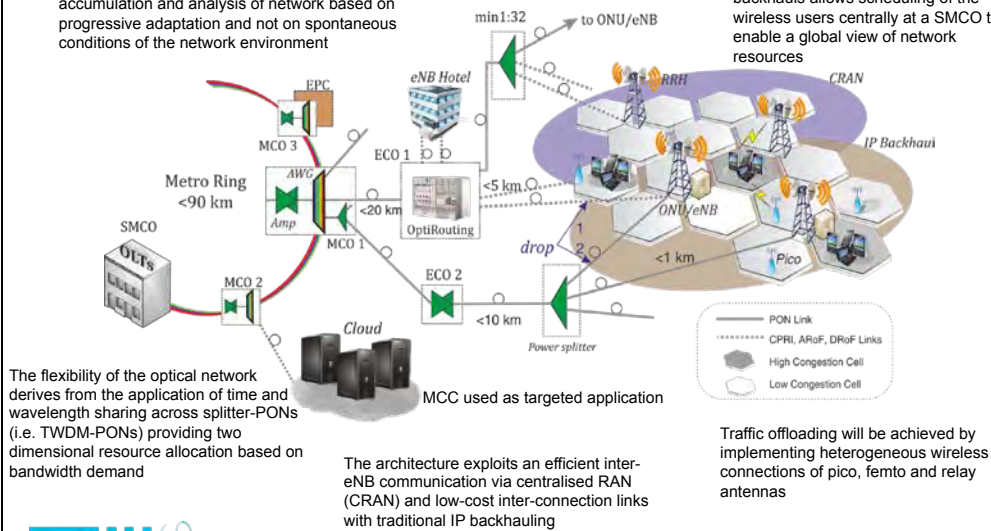 accumulation and analysis of network based on
progressive adaptation and not on spontaneous
conditions of the network environment
backhauls allows scheduling of the
wireless users centrally at a SMCO t
enable a global view of network
resources
min1:32
to ONU/eNB
eNB Hotel
RRH
CRAN
EPC
MCO 3
ECO 1
IP Backhaul
Metro Ring
<90 km
AWG
Amp
<20 km
<5 km
OptiRouting
MCO 1
ONU/eNB
SMCO
OLTs
drop
1
2
<1 km
Pico
MCO 2
ECO 2
<10 km
Power splitter
Cloud
PON Link
CPRI, ARoF, DRoF Links
High Congestion Cell
Low Congestion Cell
The flexibility of the optical network
derives from the application of time and
wavelength sharing across splitter-PONs
(i.e. TWDM-PONs) providing two
dimensional resource allocation based on
bandwidth demand
MCC used as targeted application
The architecture exploits an efficient inter-
eNB communication via centralised RAN
(CRAN) and low-cost inter-connection links
with traditional IP backhauling
Traffic offloading will be achieved by
implementing heterogeneous wireless
connections of pico, femto and relay
antennas